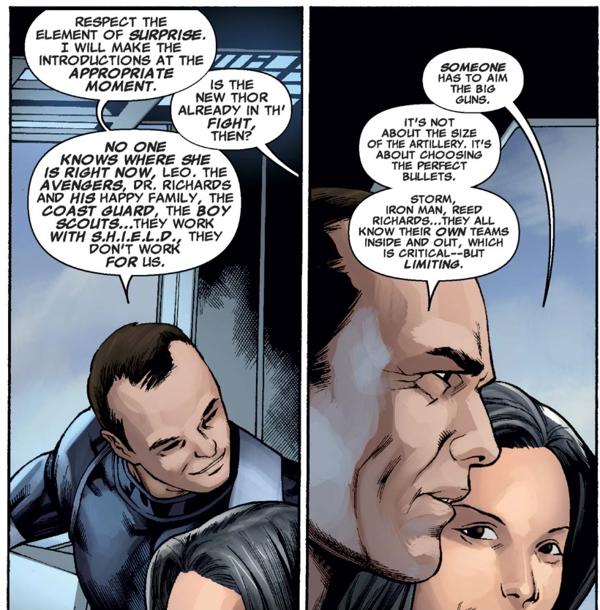 RESPECT THE
ELEMENT OF SURPRISE.
I WILL MAKE THE
INTRODUCTIONS AT THE
APPROPRIATE
MOMENT.
IS THE
NEW THOR
ALREADY IN TH'
FIGHT,
THEN?
NO ONE
KNOWS WHERE SHE
IS RIGHT NOW, LEO. THE
AVENGERS, DR. RICHARDS
AND HIS HAPPY FAMILY, THE
COAST GUARD, THE BOY
SCOUTS...THEY WORK
WITH S.H.I.E.L.D., THEY
DON'T WORK
FOR US.
SOMEONE
HAS TO AIM
THE BIG
GUNS.
IT'S NOT
ABOUT THE SIZE
OF THE ARTILLERY. IT'S
ABOUT CHOOSING
THE PERFECT
BULLETS.
STORM,
IRON MAN, REED
RICHARDS...THEY ALL
KNOW THEIR OWN TEAMS
INSIDE AND OUT, WHICH
IS CRITICAL--BUT
LIMITING.